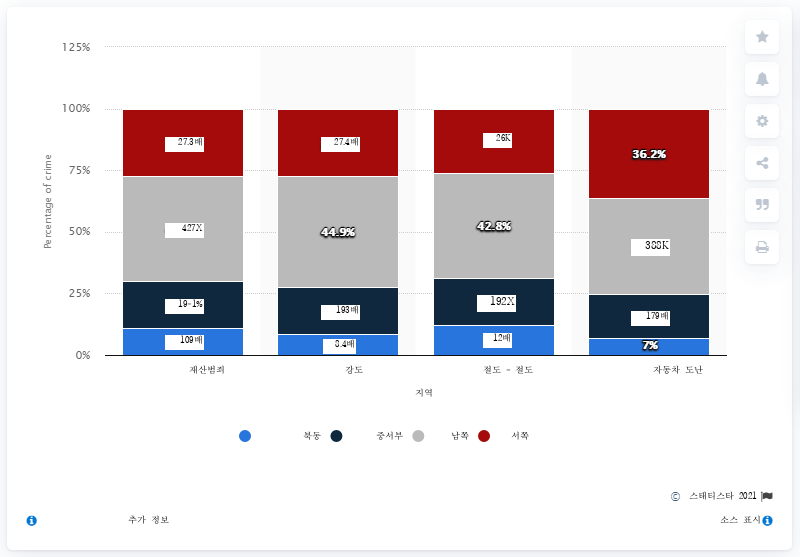 125%
100%
75%
50%
25%
0%
Percentage of crime
27.3배
27.4배
26K
36.2%
427X
44.9%
42.8%
388K
19-1%
193배
192X
179배
109배
8.4배
12배
7%
재산범죄
강도
절도 - 절도
자동차 도난
지역
북동
중서부
남쪽
서쪽
© 스태티스타 2021
추가 정보
소스 표시